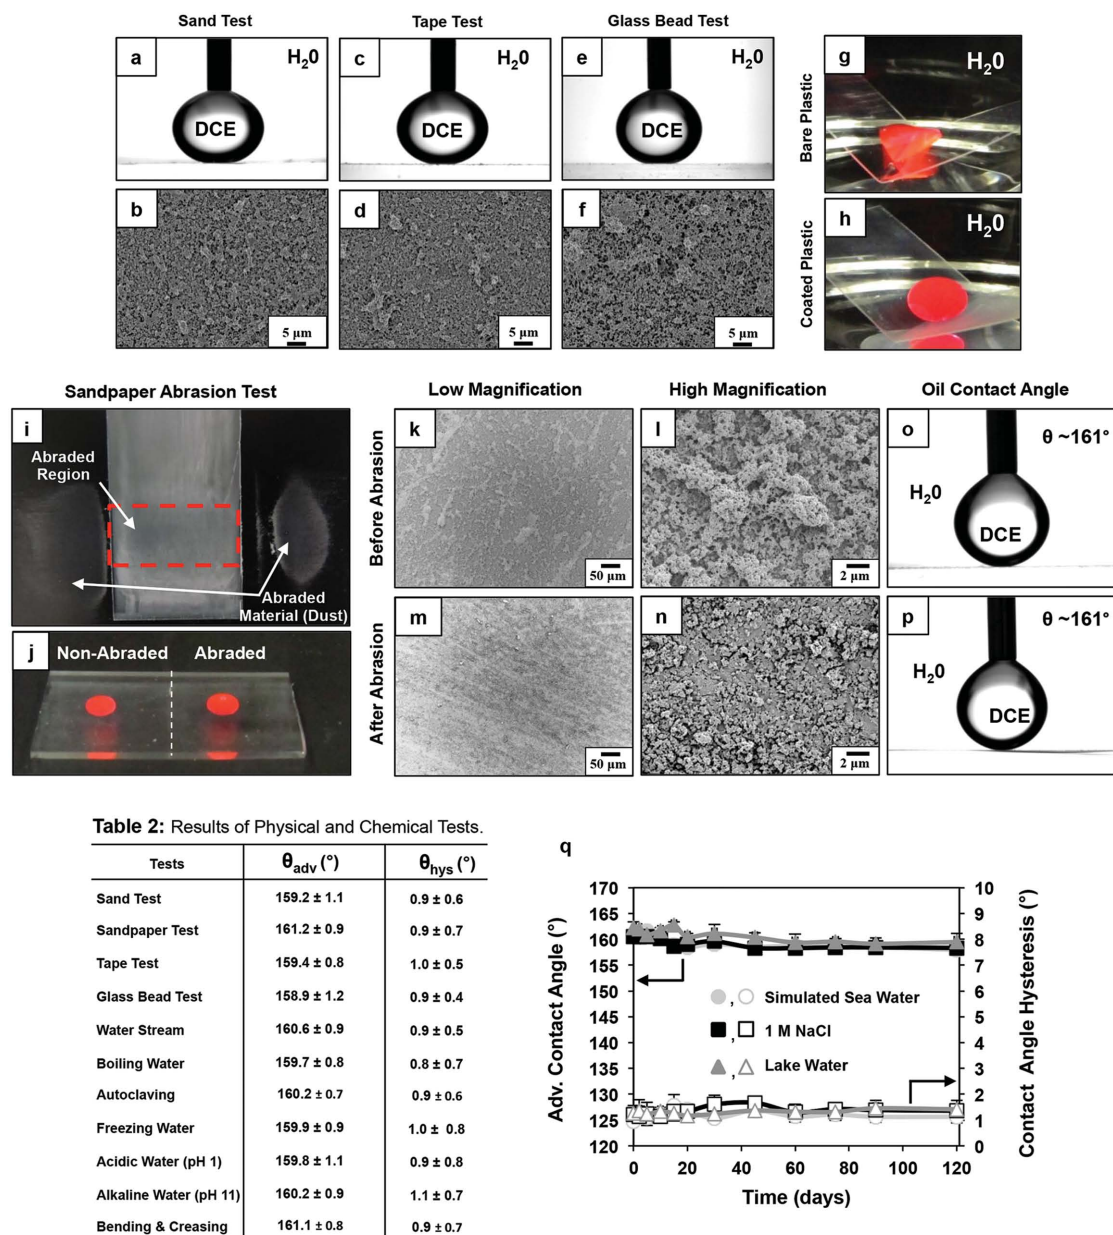 Sand Test
Tape Test
Glass Bead Test
a
H20
DCE
c
H20
DCE
e
H20
DCE
b
5 μm
d
5 μm
f
5 μm
Bare Plastic
g
H20
Coated Plastic
h
H20
Sandpaper Abrasion Test
i
Abraded
Region
Abraded
Material (Dust)
j
Non-Abraded
Abraded
Low Magnification
High Magnification
Oil Contact Angle
Before Abrasion
k
50 μm
l
2 μm
o
θ ~161°
H20
DCE
After Abrasion
m
50 μm
n
2 μm
p
θ ~161°
H20
DCE
Table 2: Results of Physical and Chemical Tests.
Tests θadv (°) θhys (°)
Sand Test 159.2 ± 1.1 0.9 ± 0.6
Sandpaper Test 161.2 ± 0.9 0.9 ± 0.7
Tape Test 159.4 ± 0.8 1.0 ± 0.5
Glass Bead Test 158.9 ± 1.2 0.9 ± 0.4
Water Stream 160.6 ± 0.9 0.9 ± 0.5
Boiling Water 159.7 ± 0.8 0.8 ± 0.7
Autoclaving 160.2 ± 0.7 0.9 ± 0.6
Freezing Water 159.9 ± 0.9 1.0 ± 0.8
Acidic Water (pH 1) 159.8 ± 1.1 0.9 ± 0.8
Alkaline Water (pH 11) 160.2 ± 0.9 1.1 ± 0.7
Bending & Creasing 161.1 ± 0.8 0.9 ± 0.7
q
Adv. Contact Angle (°)
170
165
160
155
150
145
140
135
130
125
120
Simulated Sea Water
1 M NaCl
Lake Water
10
9
8
7
6
5
4
3
2
1
0
Contact Angle Hysteresis (°)
0 20 40 60 80 100 120
Time (days)